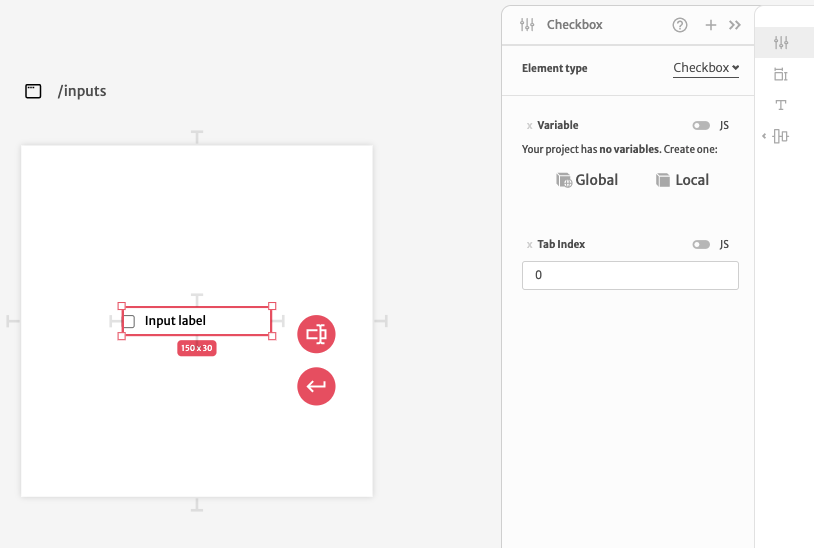 Checkbox
Element type
Checkbox
/inputs
x Variable
JS
Your project has no variables. Create one:
Global
Local
x Tab Index
JS
0
Input label
150 x 30
T